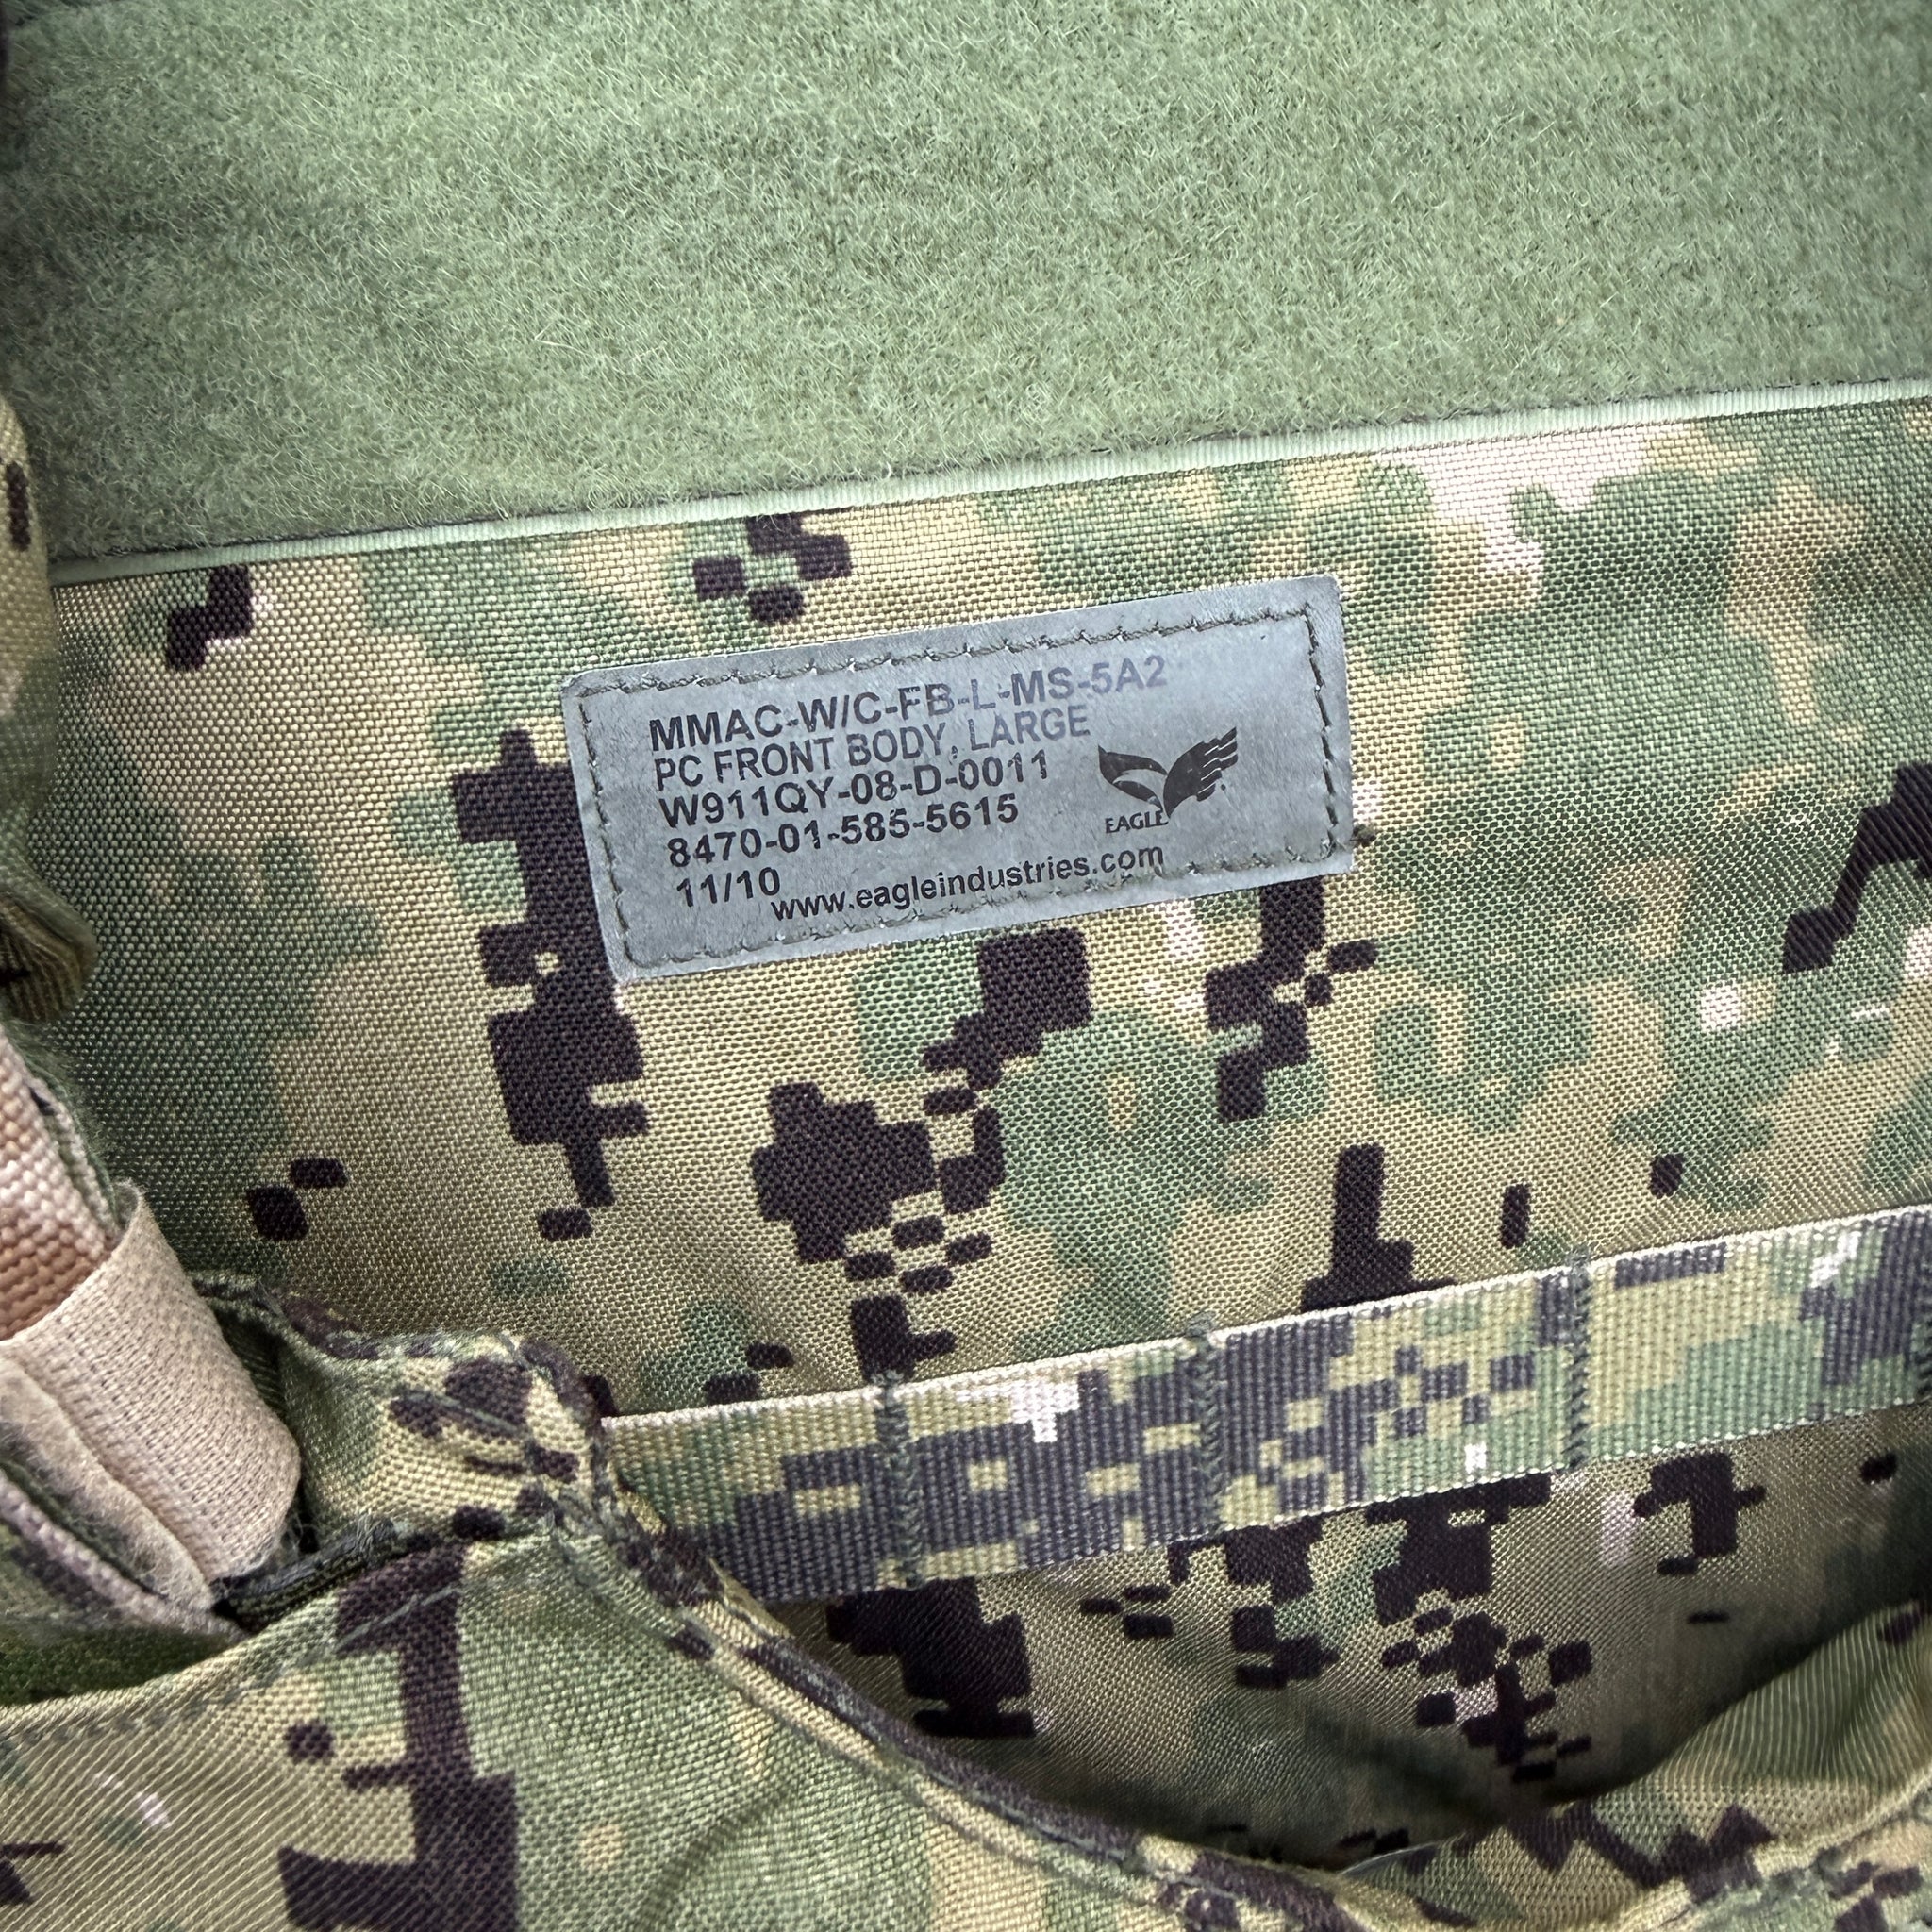 MMAC-W/C-FB-L-MS-5A2
PC FRONT BODY, LARGE
W911QY-08-D-0011
8470-01-585-5615
11/10
EAGLE
www.eagleindustries.com